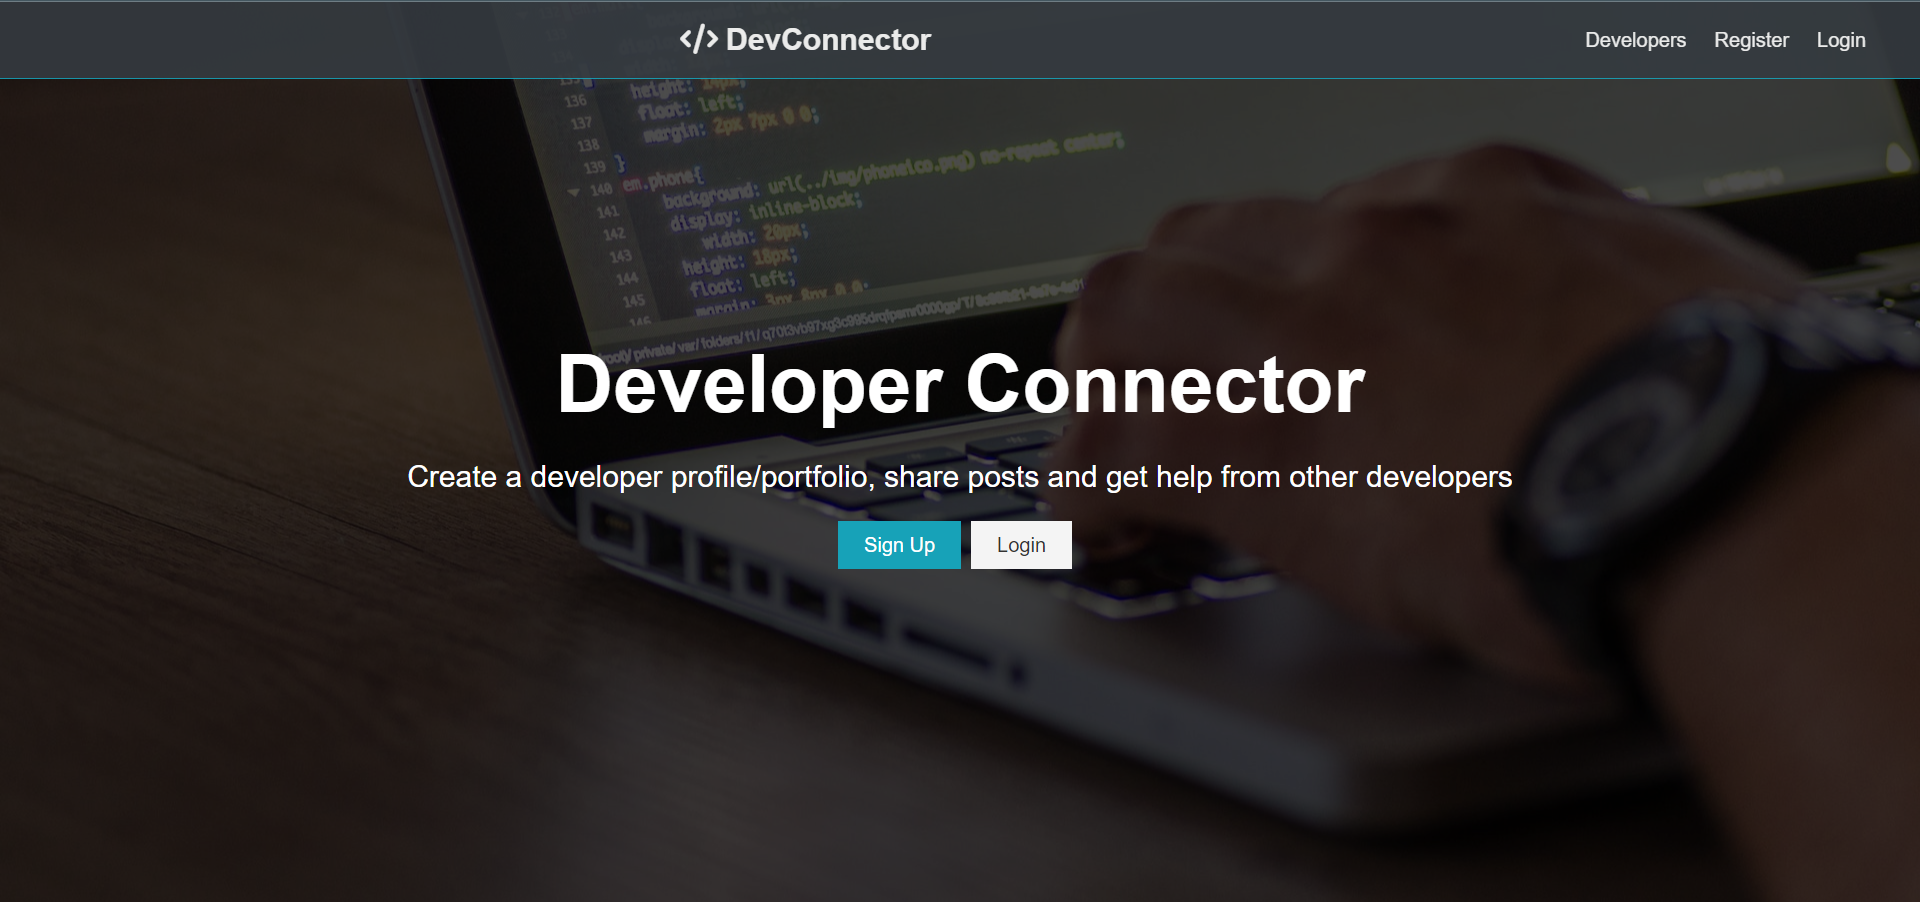 </> DevConnector
Developers Register Login
height: 14px;
136
float: left;
137
margin: 2px 7px 0 0;
138
139 }
140 em.phone{
background: url(../img/phoneico.png) no-repeat center;
141
display: inline-block;
142
width: 20px;
143
height: 18px;
144
float: left;
145
margin: 3px 8px 0 0;
146
Developer Connector
Create a developer profile/portfolio, share posts and get help from other developers
Sign Up Login